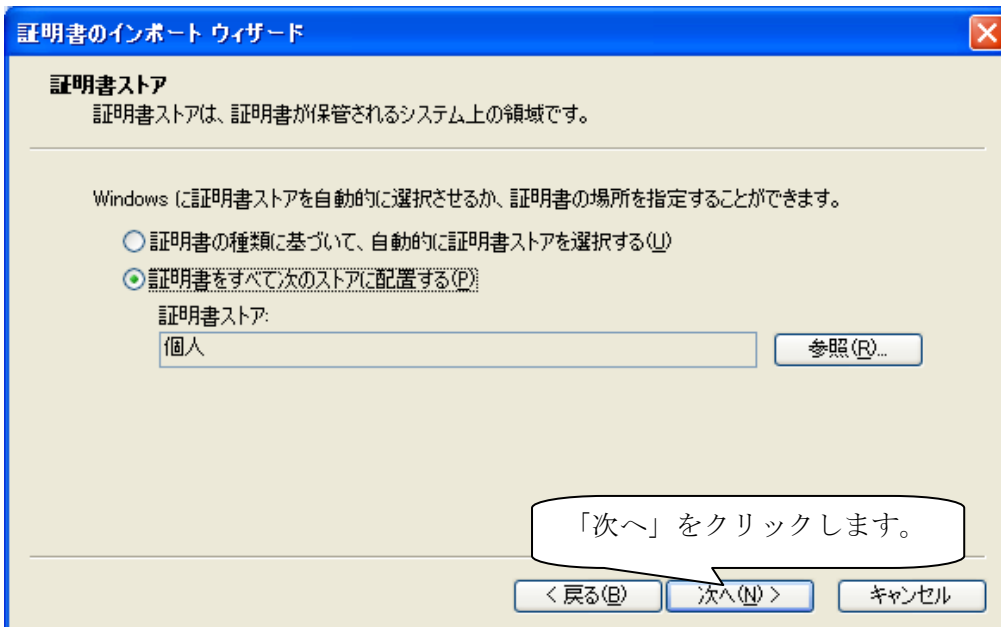 証明書のインポート ウィザード
証明書ストア
証明書ストアは、証明書が保管されるシステム上の領域です。
Windows に証明書ストアを自動的に選択させるか、証明書の場所を指定することができます。
証明書の種類に基づいて、自動的に証明書ストアを選択する(U)
証明書をすべて次のストアに配置する(P)
証明書ストア:
個人
参照(R)...
「次へ」をクリックします。
< 戻る(B)
次へ(N) >
キャンセル